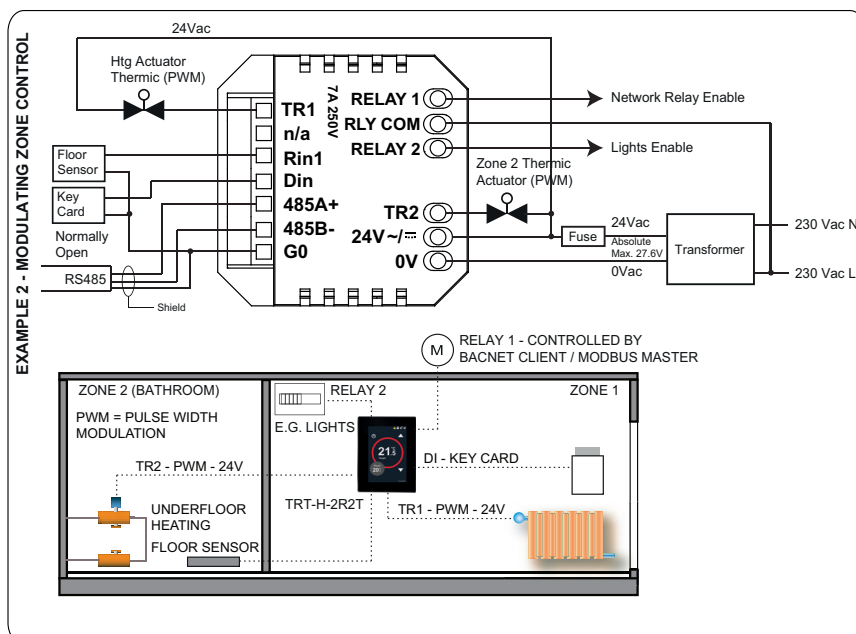 EXAMPLE 2 - MODULATING ZONE CONTROL
24Vac
Htg Actuator
Thermic (PWM)
7A 250V
TR1
n/a
Rin1
Din
485A+
485B-
G0
RELAY 1
RLY COM
RELAY 2
TR2
24V ~/⎓
0V
Network Relay Enable
Lights Enable
Zone 2 Thermic
Actuator (PWM)
Floor
Sensor
Key
Card
Normally
Open
RS485
Shield
Fuse
24Vac
Absolute
Max. 27.6V
0Vac
Transformer
230 Vac N
230 Vac L
M
RELAY 1 - CONTROLLED BY
BACNET CLIENT / MODBUS MASTER
ZONE 2 (BATHROOM)
RELAY 2
ZONE 1
PWM = PULSE WIDTH
MODULATION
E.G. LIGHTS
TR2 - PWM - 24V
DI - KEY CARD
TRT-H-2R2T
TR1 - PWM - 24V
UNDERFLOOR
HEATING
FLOOR SENSOR